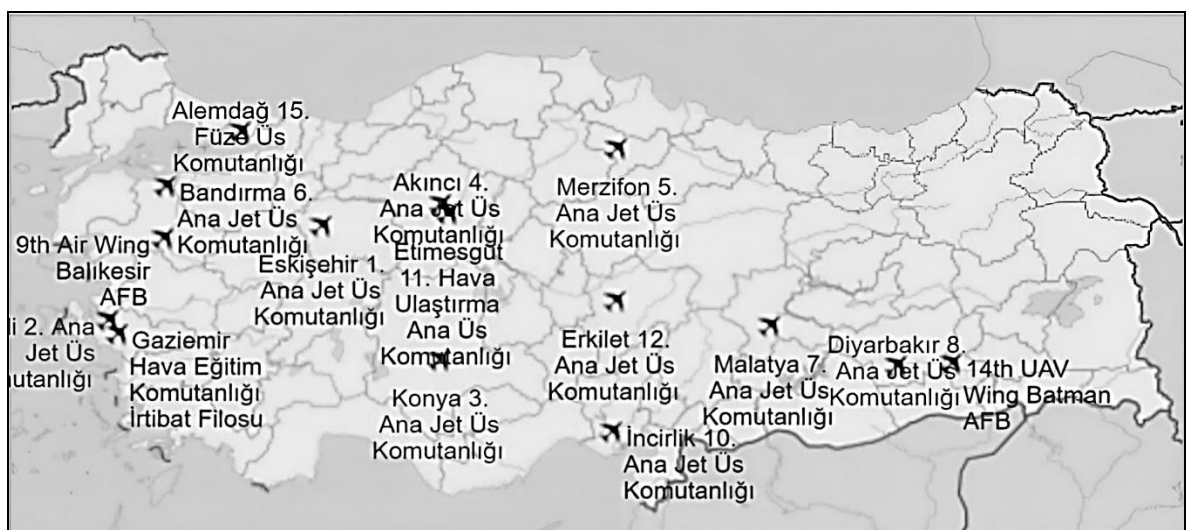 Alemdağ 15.
Füze Üs
Komutanlığı
Bandırma 6.
Ana Jet Üs
Komutanlığı
9th Air Wing
Balıkesir
AFB
Eskişehir 1.
Ana Jet Üs
Komutanlığı
Akıncı 4.
Ana Jet Üs
Komutanlığı
Etimesgut
11. Hava
Ulaştırma
Ana Üs
Komutanlığı
Merzifon 5.
Ana Jet Üs
Komutanlığı
li 2. Ana
Jet Üs
utanlığı
Gaziemir
Hava Eğitim
Komutanlığı
İrtibat Filosu
Konya 3.
Ana Jet Üs
Komutanlığı
Erkilet 12.
Ana Jet Üs
Komutanlığı
Malatya 7.
Ana Jet Üs
Komutanlığı
Diyarbakır 8.
Ana Jet Üs
Komutanlığı
14th UAV
Wing Batman
AFB
İncirlik 10.
Ana Jet Üs
Komutanlığı